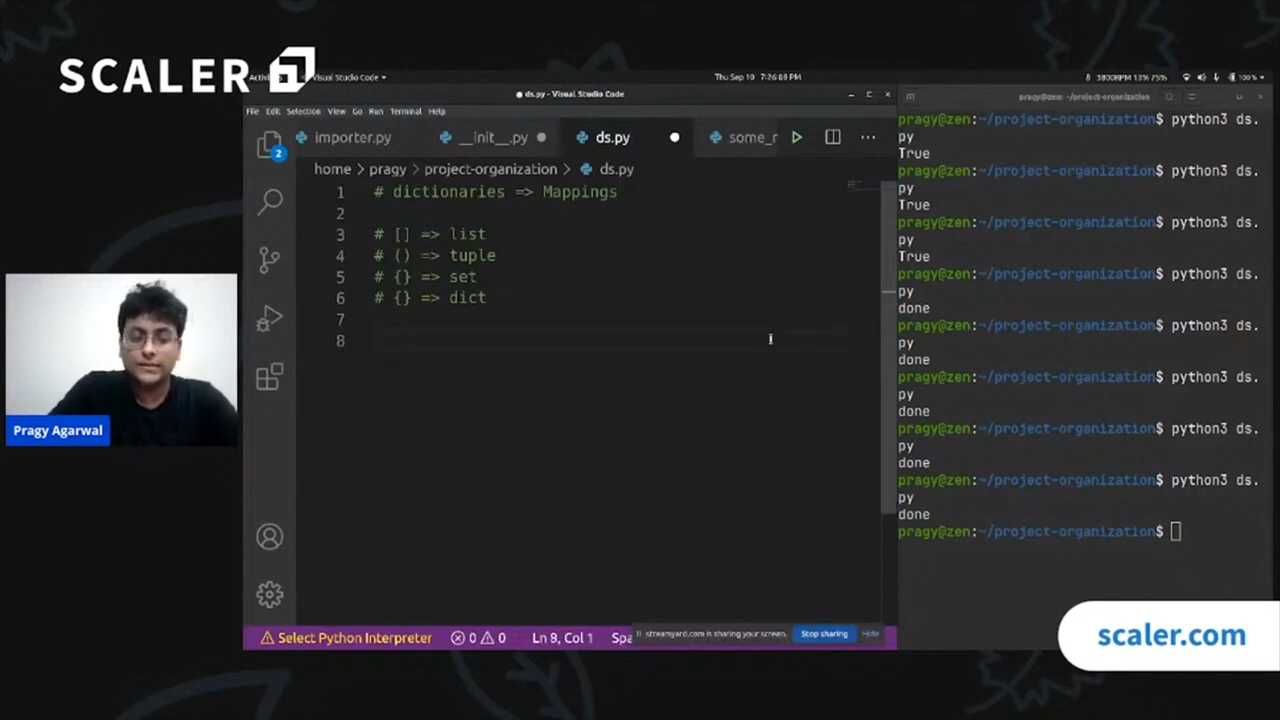 SCALER
Visual Studio Code
Thu Sep 10 7:26:08 PM
3800RPM 13% 75%
100%
ds.py - Visual Studio Code
File Edit Selection View Go Run Terminal Help
importer.py
__init__.py
ds.py
some_r
home > pragy > project-organization > ds.py
1 # dictionaries => Mappings
2
3 # [] => list
4 # () => tuple
5 # {} => set
6 # {} => dict
7
8
2
Select Python Interpreter
0 0
Ln 8, Col 1
Spa
streamyard.com is sharing your screen.
Stop sharing
Hide
pragy@zen: ~/project-organization
pragy@zen:~/project-organization$ python3 ds.
py
True
pragy@zen:~/project-organization$ python3 ds.
py
True
pragy@zen:~/project-organization$ python3 ds.
py
True
pragy@zen:~/project-organization$ python3 ds.
py
done
pragy@zen:~/project-organization$ python3 ds.
py
done
pragy@zen:~/project-organization$ python3 ds.
py
done
pragy@zen:~/project-organization$ python3 ds.
py
done
pragy@zen:~/project-organization$ python3 ds.
py
done
pragy@zen:~/project-organization$
Pragy Agarwal
scaler.com